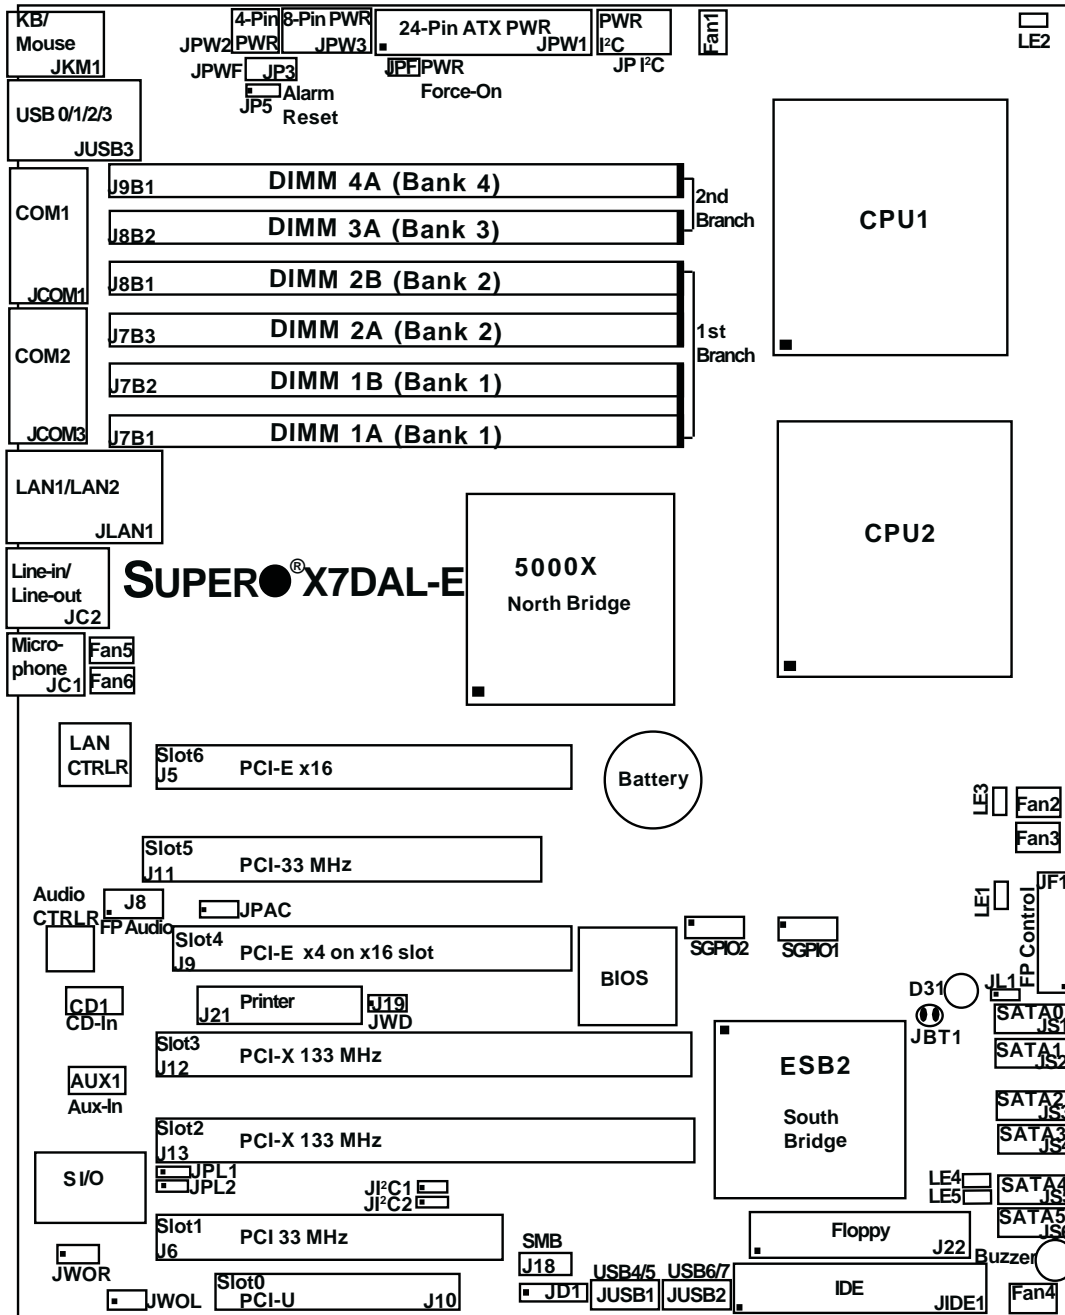 KB/
Mouse
JKM1
4-Pin
PWR
JPW2
8-Pin PWR
JPW3
24-Pin ATX PWR
JPW1
PWR
I²C
JP I²C
Fan1
LE2
JPWF
JP3
JPF
PWR
Force-On
JP5
Alarm
Reset
USB 0/1/2/3
JUSB3
J9B1
DIMM 4A (Bank 4)
2nd
Branch
J8B2
DIMM 3A (Bank 3)
CPU1
COM1
JCOM1
J8B1
DIMM 2B (Bank 2)
J7B3
DIMM 2A (Bank 2)
1st
Branch
COM2
JCOM3
J7B2
DIMM 1B (Bank 1)
J7B1
DIMM 1A (Bank 1)
LAN1/LAN2
JLAN1
CPU2
Line-in/
Line-out
JC2
SUPER®X7DAL-E
5000X
North Bridge
Micro-
phone
JC1
Fan5
Fan6
LAN
CTRLR
Slot6
J5
PCI-E x16
Battery
LE3
Fan2
Fan3
Slot5
J11
PCI-33 MHz
Audio
CTRLR
J8
FP Audio
JPAC
LE1
JF1
FP Control
Slot4
J9
PCI-E x4 on x16 slot
BIOS
SGPIO2
SGPIO1
CD1
CD-In
J21
Printer
J19
JWD
D31
JBT1
JL1
SATA0
JS1
Slot3
J12
PCI-X 133 MHz
ESB2
South
Bridge
SATA1
JS2
AUX1
Aux-In
SATA2
JS3
Slot2
J13
PCI-X 133 MHz
SATA3
JS4
S I/O
JPL1
JPL2
JI²C1
JI²C2
LE4
LE5
SATA4
JS5
Slot1
J6
PCI 33 MHz
SATA5
JS6
Floppy
J22
Buzzer
JWOR
SMB
J18
USB4/5
JUSB1
USB6/7
JUSB2
JWOL
Slot0
PCI-U
J10
JD1
IDE
JIDE1
Fan4